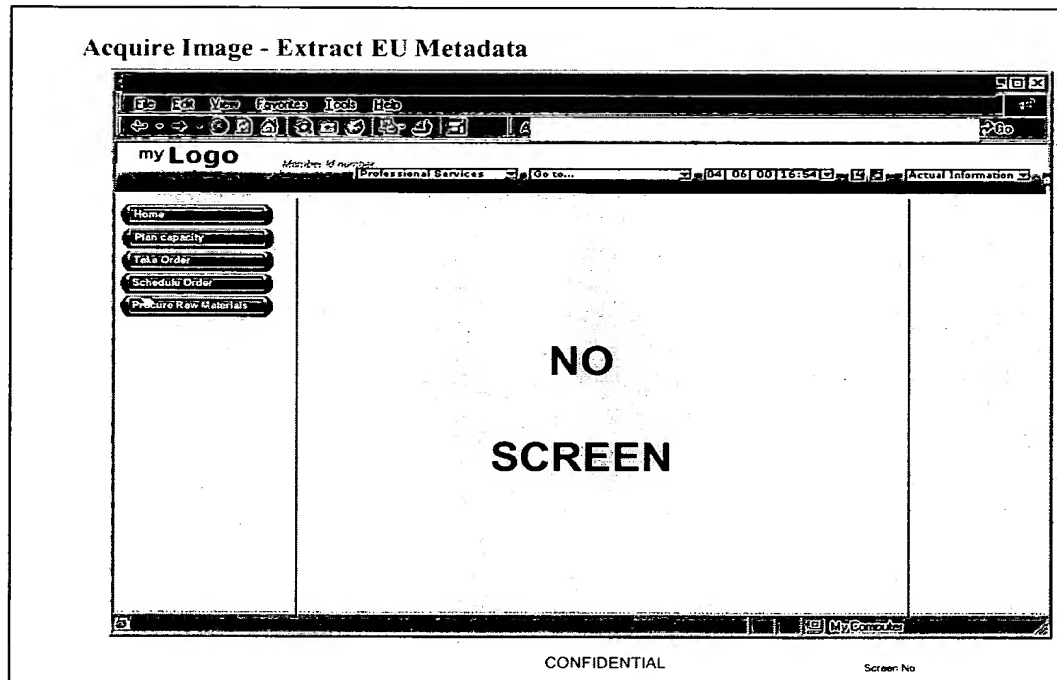 Acquire Image - Extract EU Metadata
File Edit View Favorites Tools Help
Go
my Logo
Member Id number
Professional Services Go to... 04 06 00 16:54 Actual Information
Home
Plan capacity
Take Order
Schedule Order
Procure Raw Materials
NO
SCREEN
My Computer
CONFIDENTIAL
Screen No